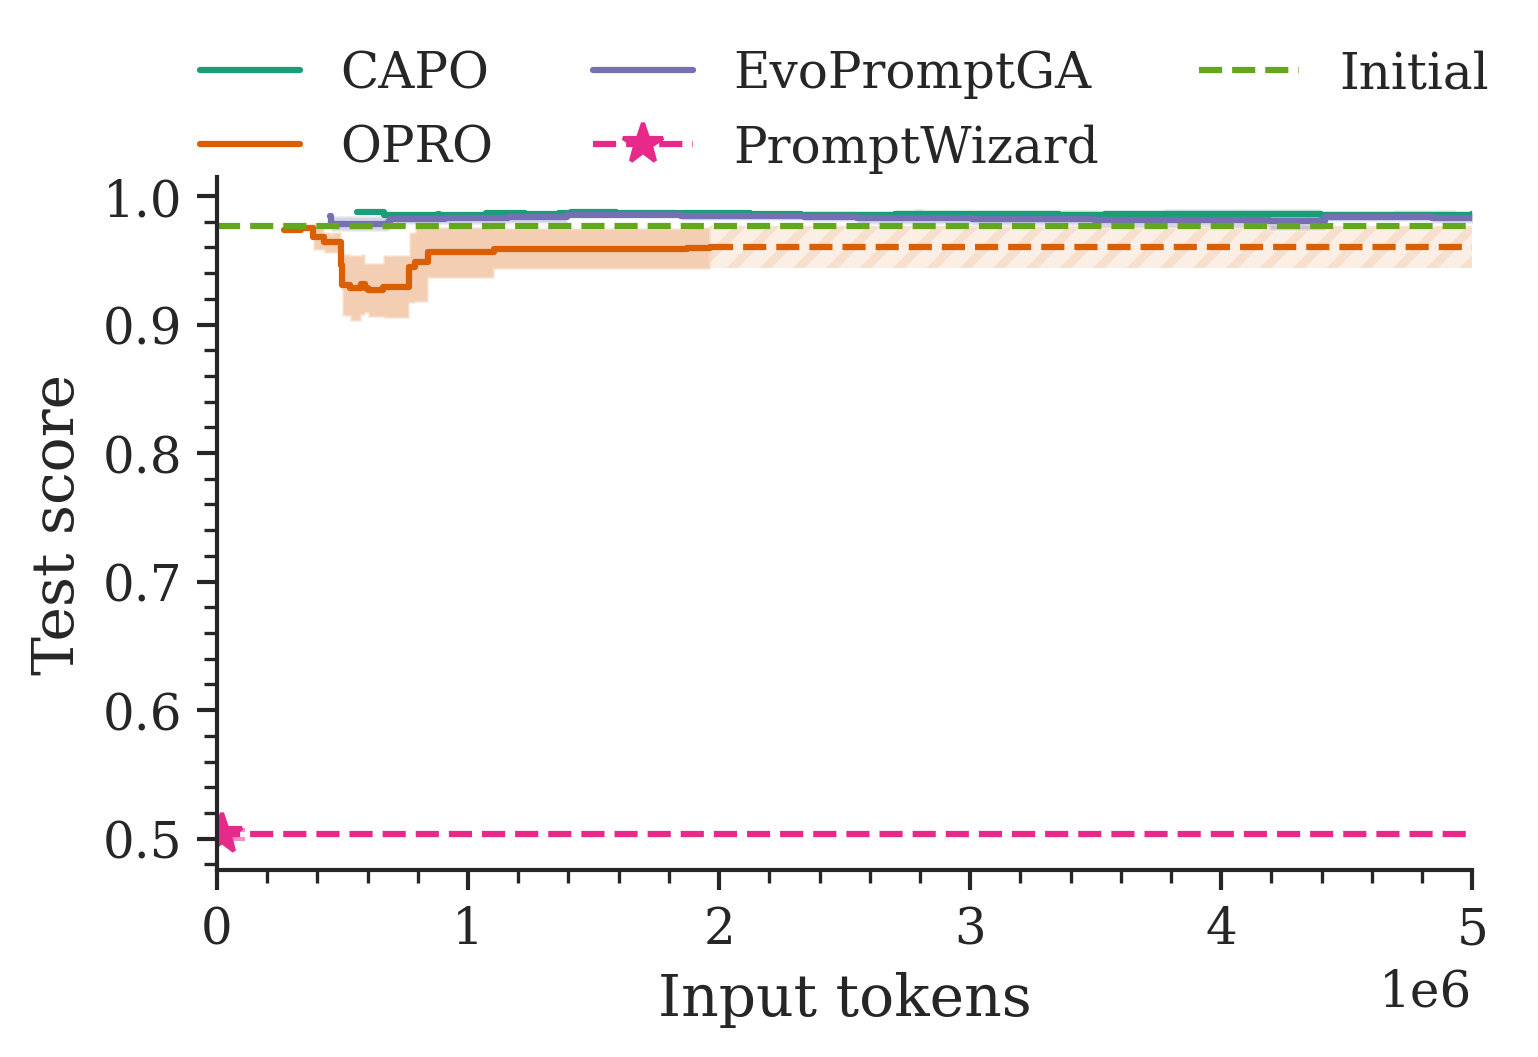 CAPO EvoPromptGA Initial
OPRO PromptWizard
1.0
0.9
0.8
0.7
0.6
0.5
Test score
0 1 2 3 4 5
1e6
Input tokens